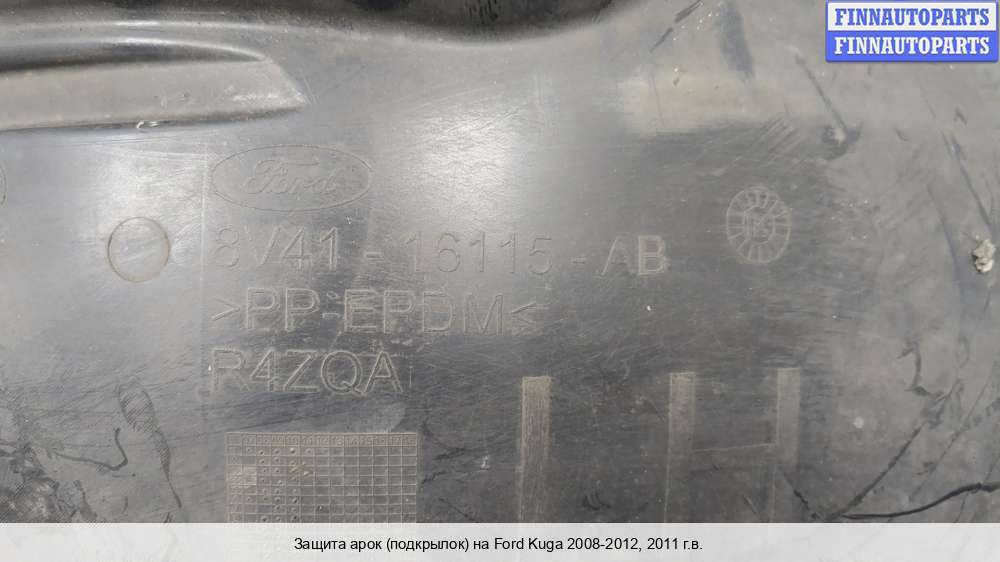 FINNAUTOPARTS
FINNAUTOPARTS
Ford
8V41-16115-AB
>PP-EPDM<
R4ZQA
Защита арок (подкрылок) на Ford Kuga 2008-2012, 2011 г.в.